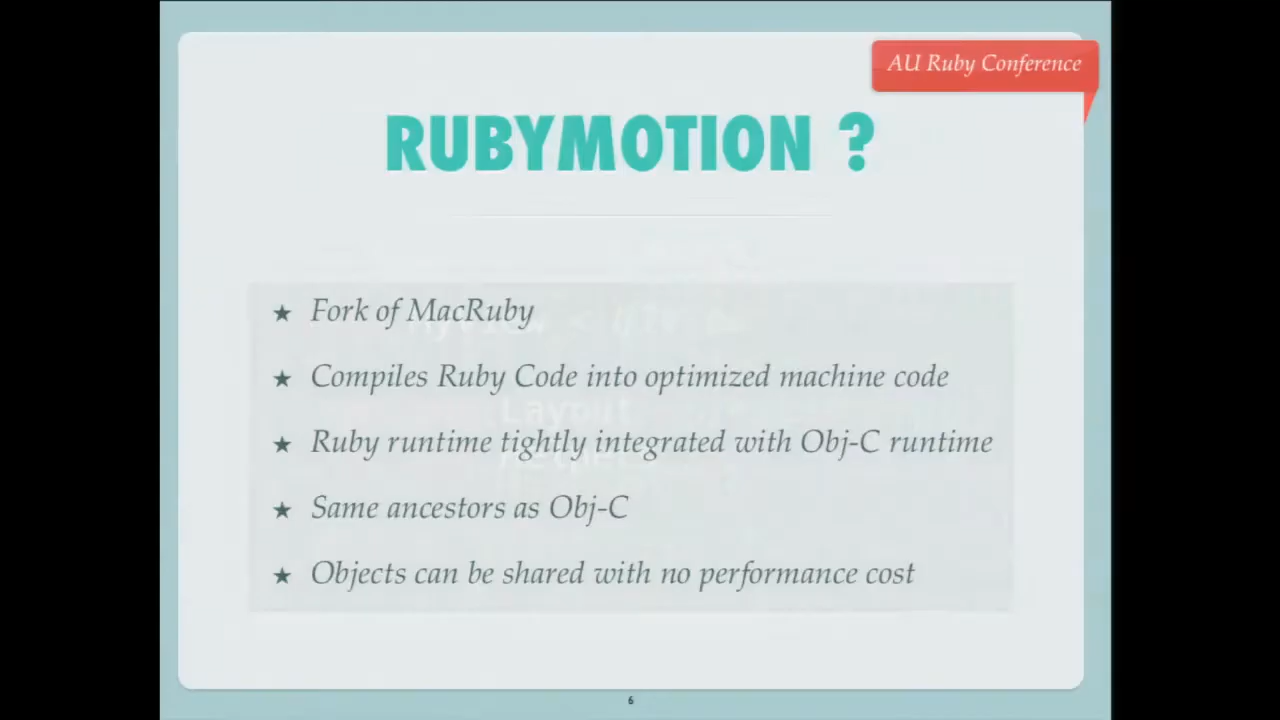 AU Ruby Conference
RUBYMOTION ?
★ Fork of MacRuby
★ Compiles Ruby Code into optimized machine code
★ Ruby runtime tightly integrated with Obj-C runtime
★ Same ancestors as Obj-C
★ Objects can be shared with no performance cost
6